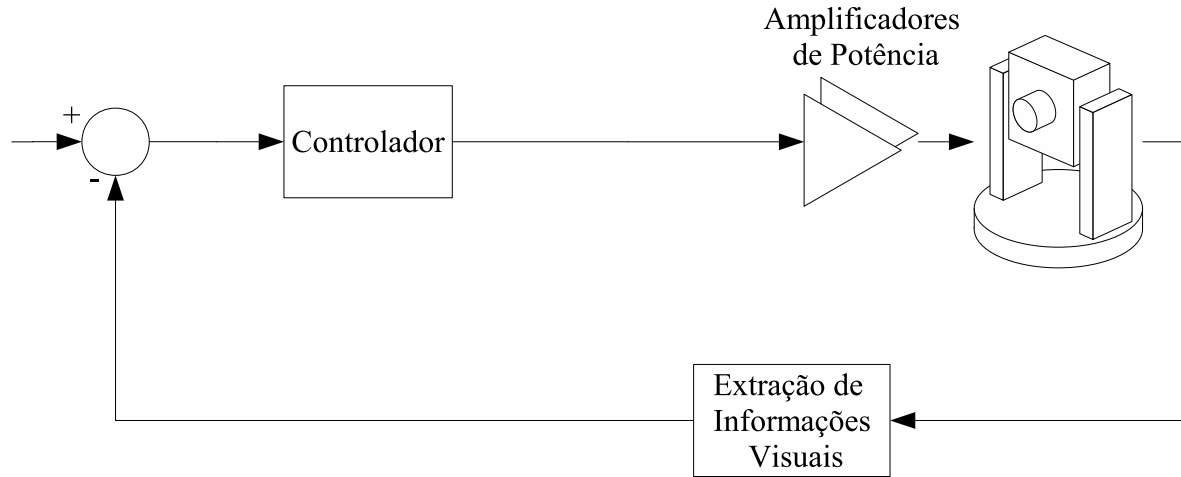 Amplificadores
de Potência
+
Controlador
-
Extração de
Informações
Visuais